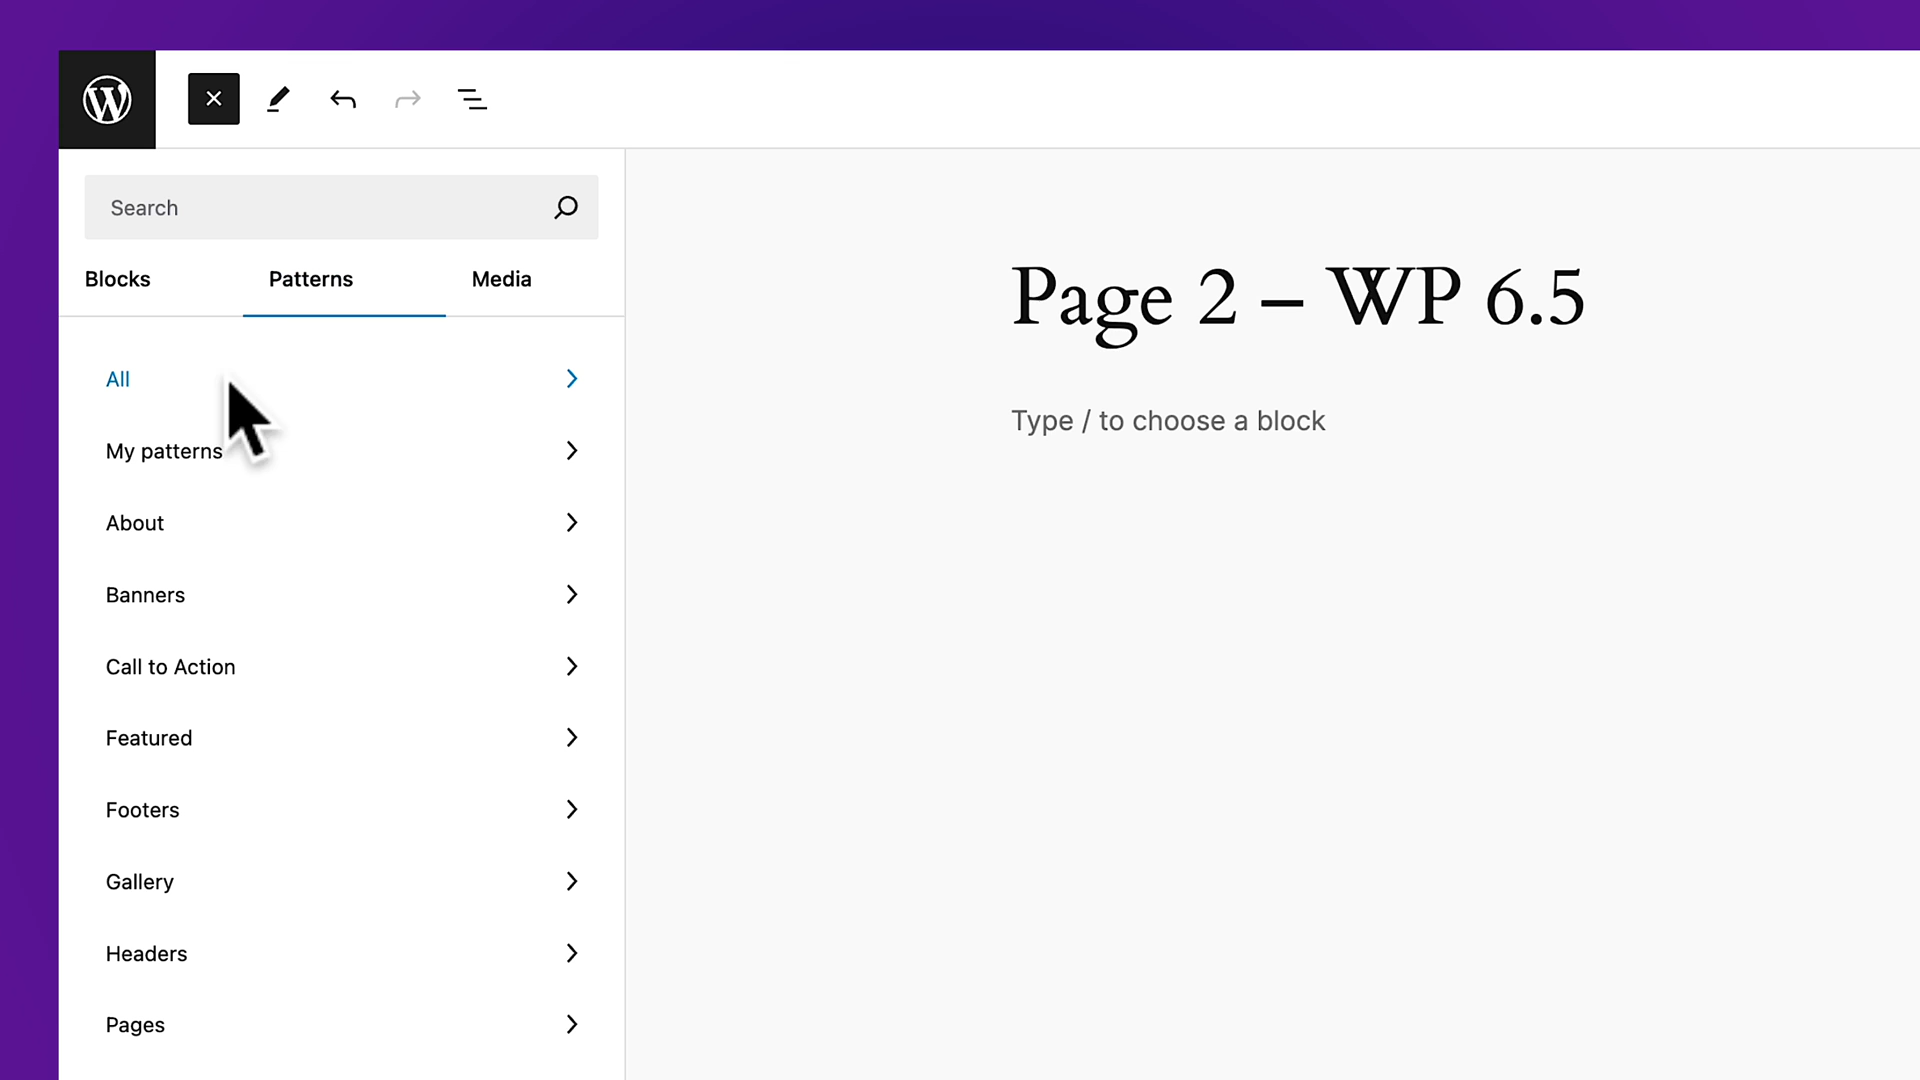 Search
Blocks Patterns Media
All
My patterns
About
Banners
Call to Action
Featured
Footers
Gallery
Headers
Pages
Page 2 – WP 6.5
Type / to choose a block